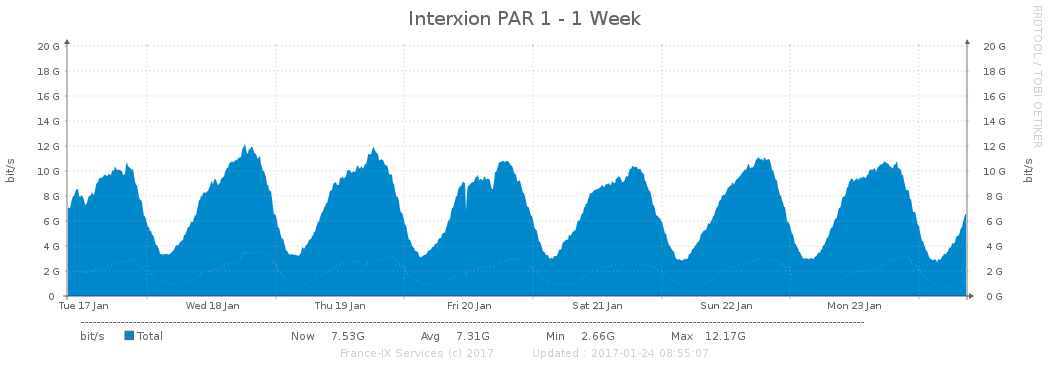 Interxion PAR 1 - 1 Week
RRDTOOL / TOBI OETIKER
bit/s
bit/s
20 G 20 G
18 G 18 G
16 G 16 G
14 G 14 G
12 G 12 G
10 G 10 G
8 G 8 G
6 G 6 G
4 G 4 G
2 G 2 G
0 0 G
Tue 17 Jan Wed 18 Jan Thu 19 Jan Fri 20 Jan Sat 21 Jan Sun 22 Jan Mon 23 Jan
bit/s Total Now 7.53G Avg 7.31G Min 2.66G Max 12.17G
France-IX Services (c) 2017 Updated : 2017-01-24 08:55:07